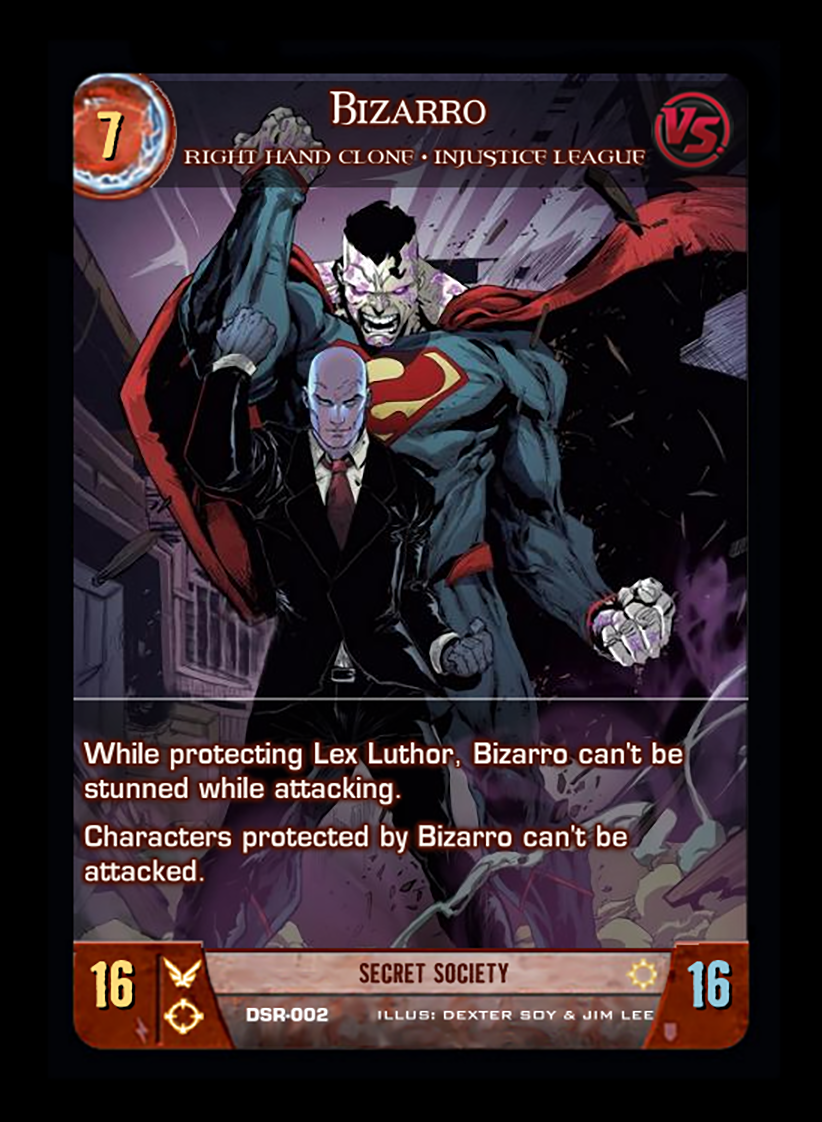 7
Bizarro
VS.
Right Hand Clone • Injustice League
While protecting Lex Luthor, Bizarro can't be
stunned while attacking.
Characters protected by Bizarro can't be
attacked.
16
SECRET SOCIETY
16
DSR-002 ILLUS: DEXTER SOY & JIM LEE